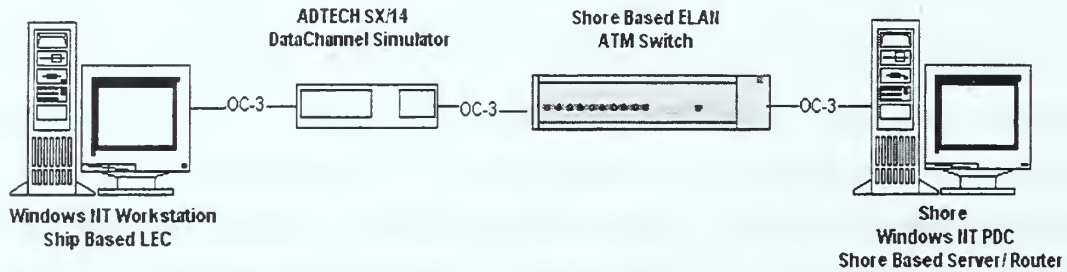 ADTECH SX/14
DataChannel Simulator
Shore Based ELAN
ATM Switch
OC-3
OC-3
OC-3
Windows NT Workstation
Ship Based LEC
Shore
Windows NT PDC
Shore Based Server/Router